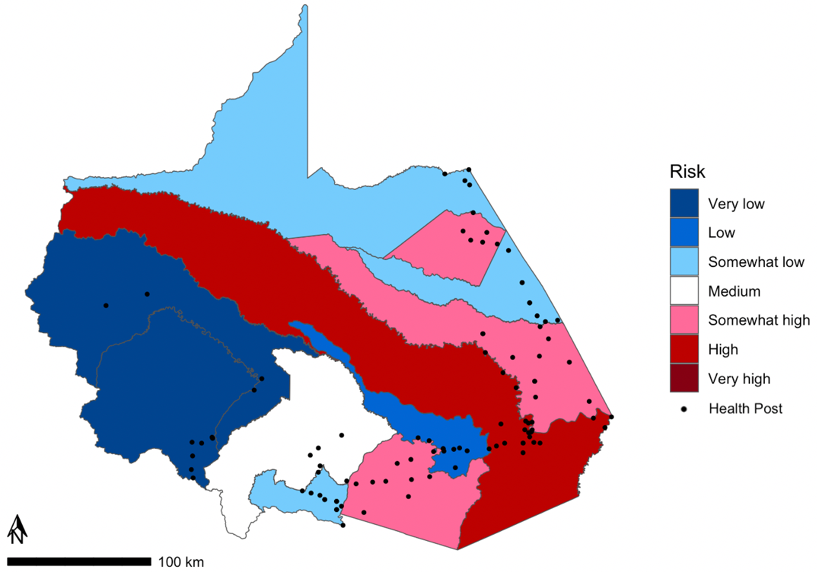 Risk
Very low
Low
Somewhat low
Medium
Somewhat high
High
Very high
Health Post
N
100 km